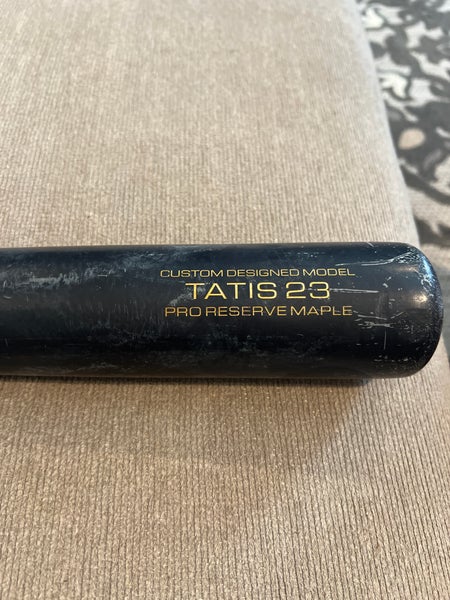 CUSTOM DESIGNED MODEL
TATIS 23
PRO RESERVE MAPLE